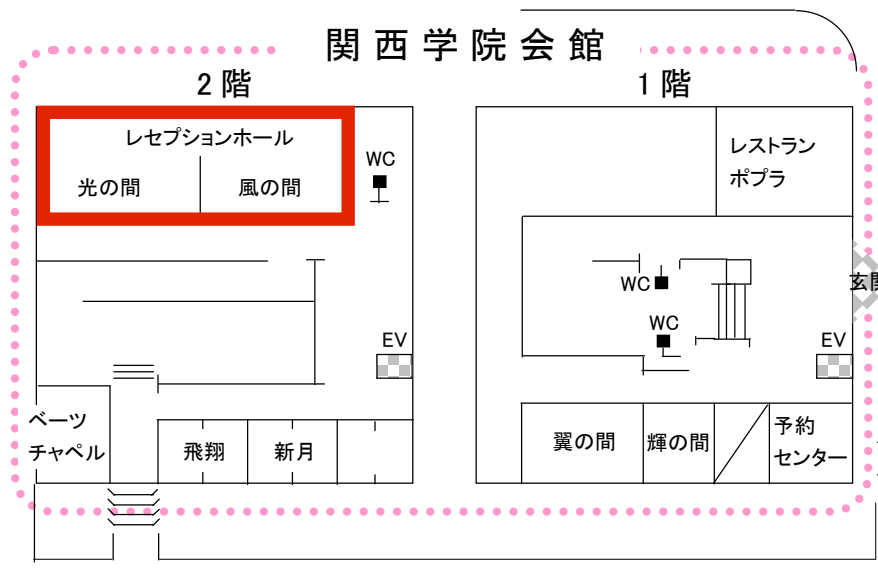 関西学院会館
2階
1階
レセプションホール
光の間
風の間
WC
EV
ベーツ
チャペル
飛翔
新月
レストラン
ポプラ
WC
WC
玄関
EV
翼の間
輝の間
予約
センター